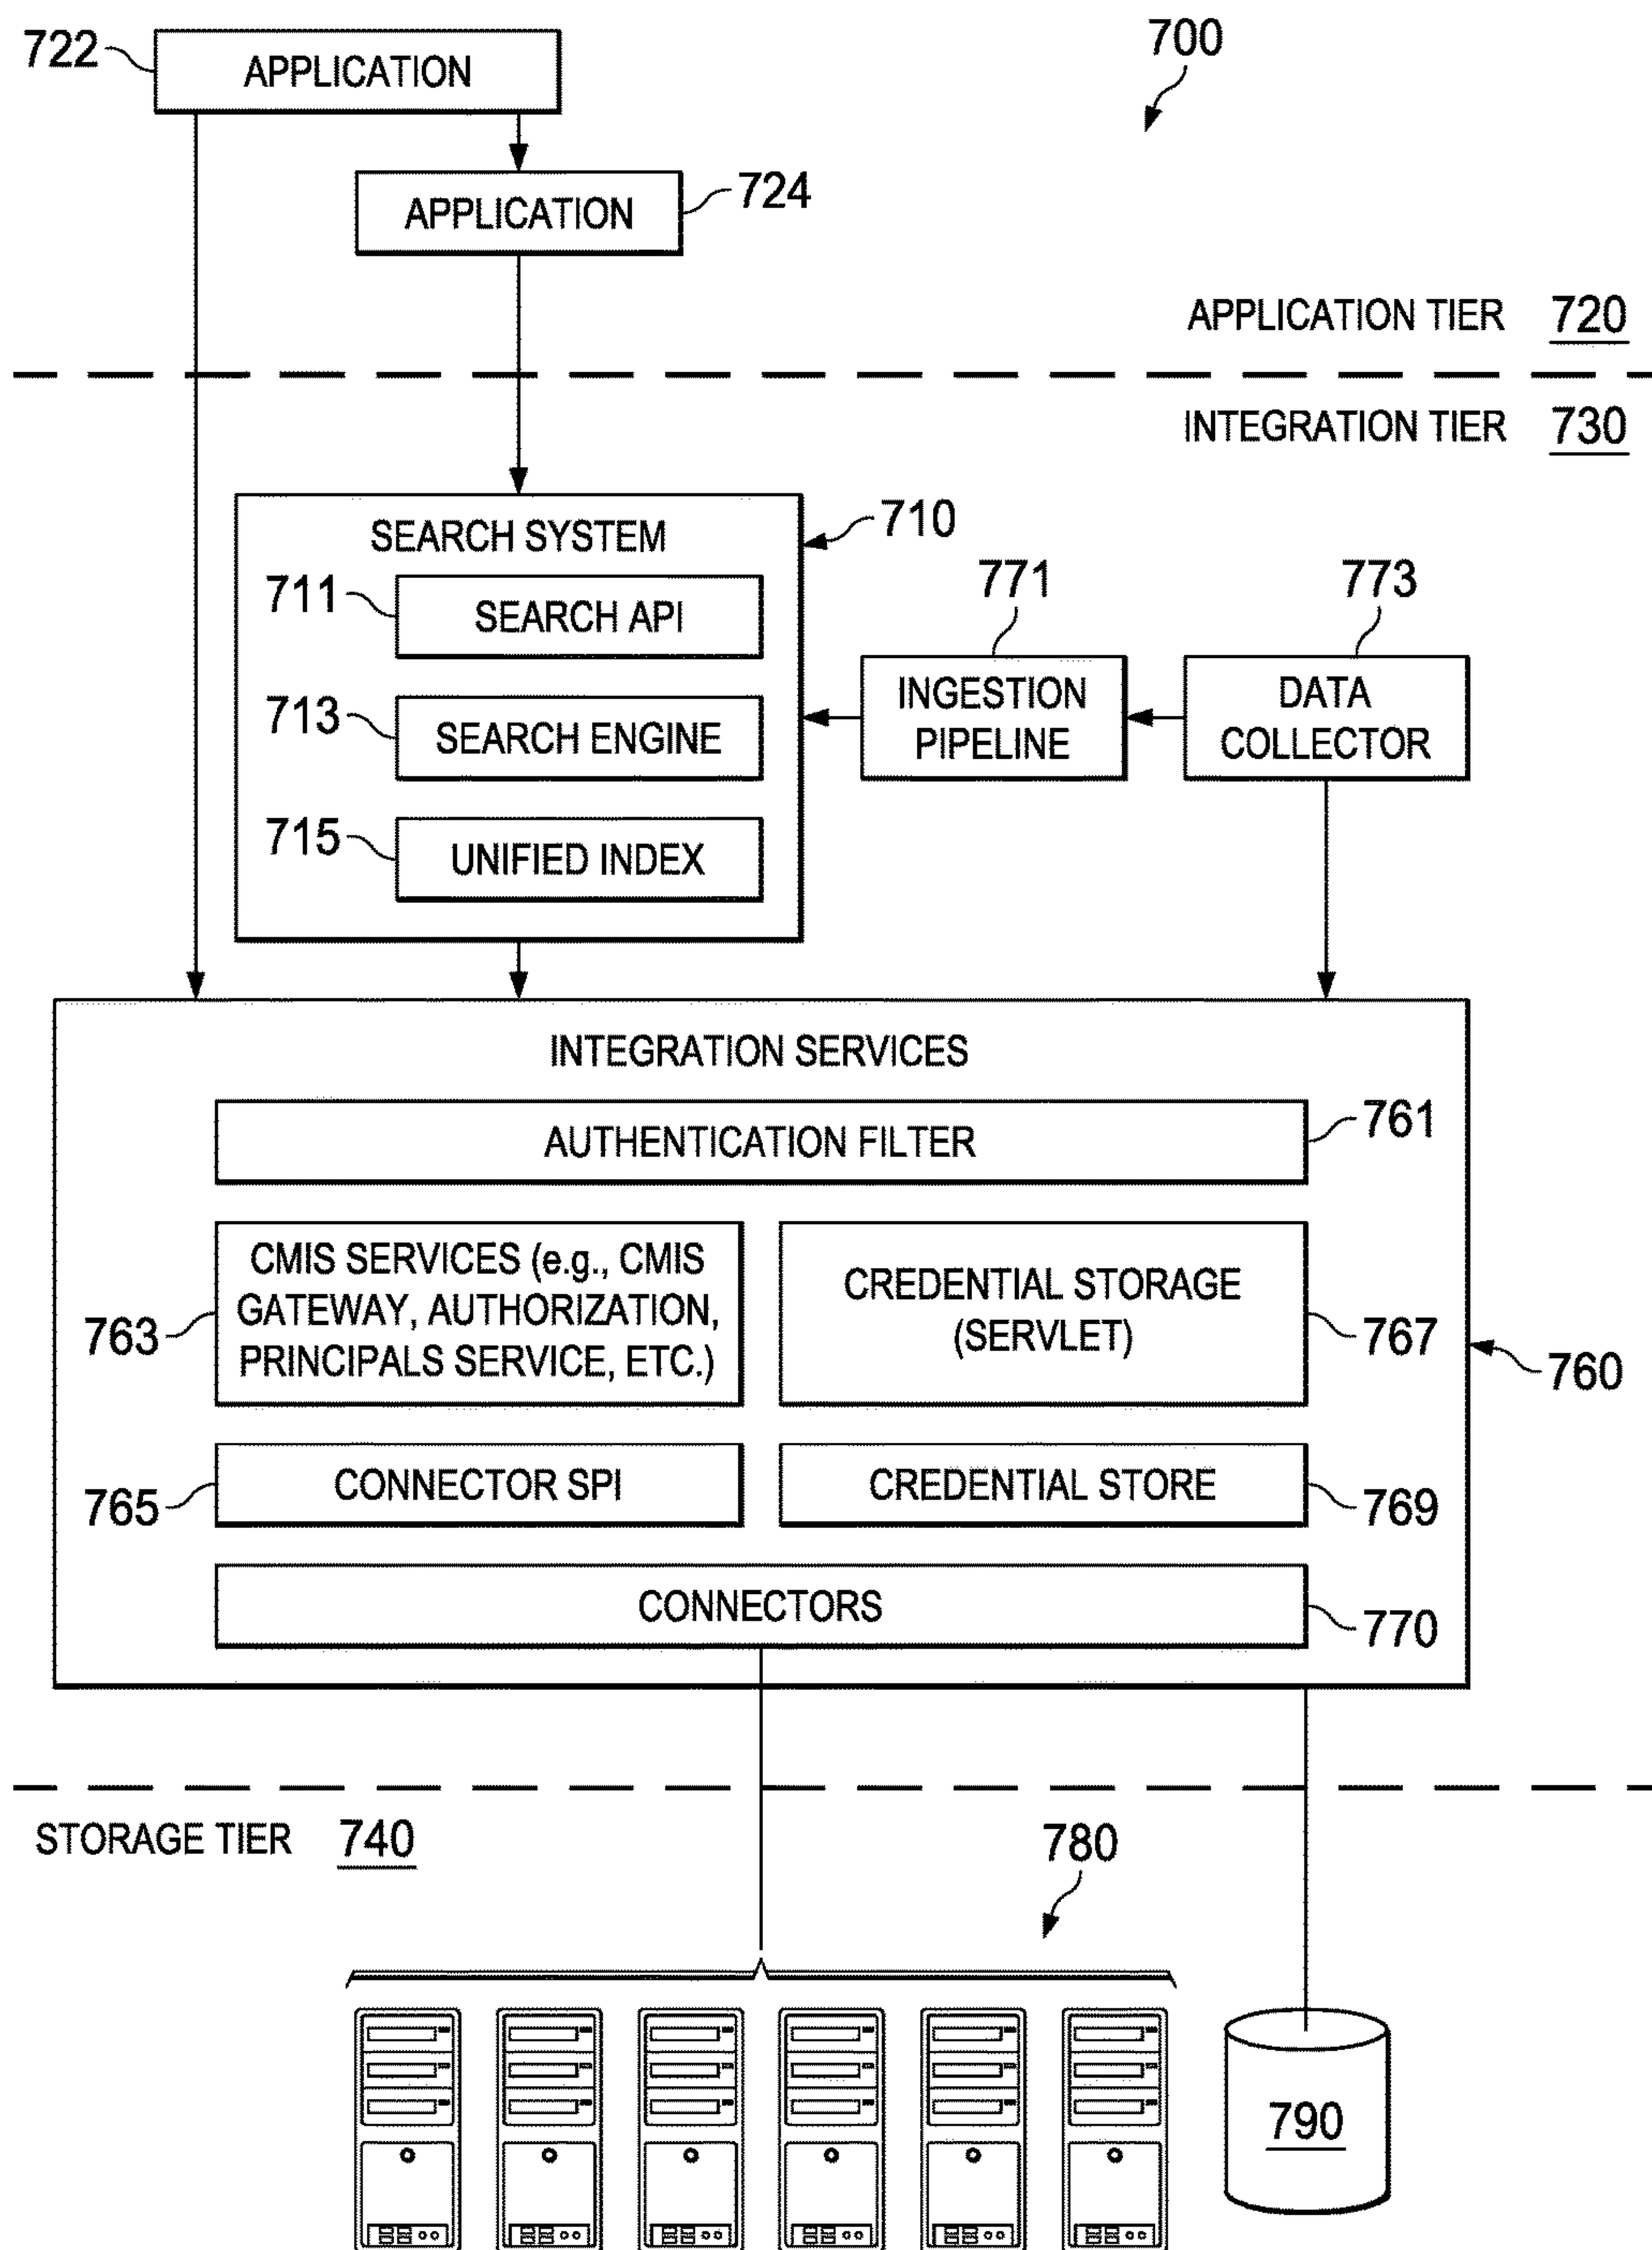 700
722
APPLICATION
APPLICATION
724
APPLICATION TIER 720
INTEGRATION TIER 730
SEARCH SYSTEM
710
711
SEARCH API
713
SEARCH ENGINE
715
UNIFIED INDEX
771
INGESTION
PIPELINE
773
DATA
COLLECTOR
INTEGRATION SERVICES
AUTHENTICATION FILTER
761
763
CMIS SERVICES (e.g., CMIS
GATEWAY, AUTHORIZATION,
PRINCIPALS SERVICE, ETC.)
CREDENTIAL STORAGE
(SERVLET)
767
760
765
CONNECTOR SPI
CREDENTIAL STORE
769
CONNECTORS
770
STORAGE TIER 740
780
790